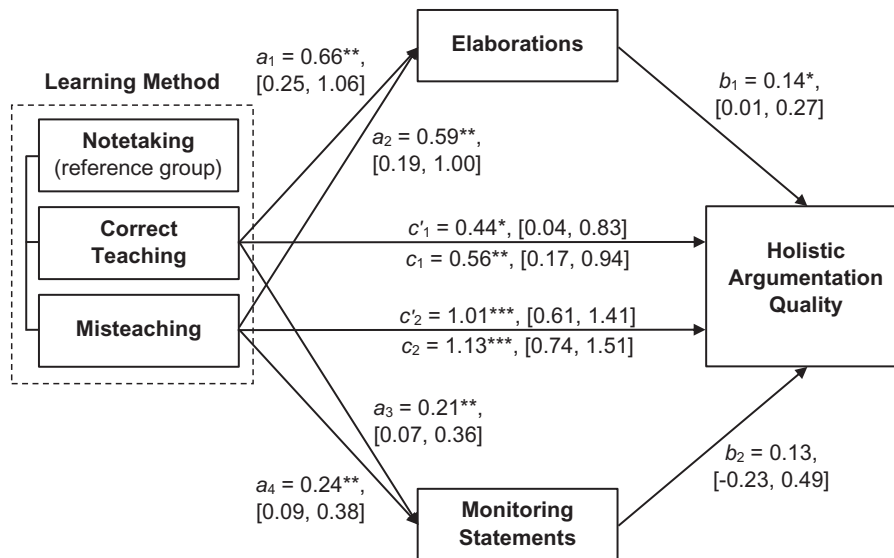 Learning Method
Notetaking
(reference group)
Correct
Teaching
Misteaching
a₁ = 0.66**,
[0.25, 1.06]
a₂ = 0.59**,
[0.19, 1.00]
Elaborations
b₁ = 0.14*,
[0.01, 0.27]
c'₁ = 0.44*, [0.04, 0.83]
c₁ = 0.56**, [0.17, 0.94]
c'₂ = 1.01***, [0.61, 1.41]
c₂ = 1.13***, [0.74, 1.51]
Holistic
Argumentation
Quality
a₃ = 0.21**,
[0.07, 0.36]
a₄ = 0.24**,
[0.09, 0.38]
Monitoring
Statements
b₂ = 0.13,
[-0.23, 0.49]